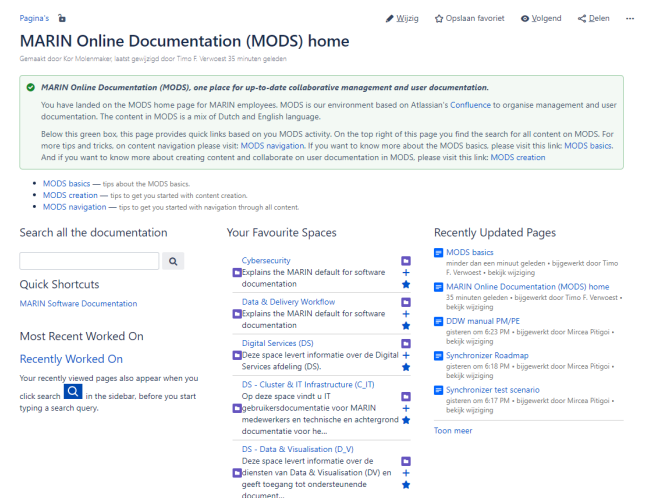 Pagina's
Wijzig
Opslaan favoriet
Volgend
Delen
MARIN Online Documentation (MODS) home
Gemaakt door Kor Molenmaker, laatst gewijzigd door Timo F. Verwoest 35 minuten geleden
MARIN Online Documentation (MODS), one place for up-to-date collaborative management and user documentation.
You have landed on the MODS home page for MARIN employees. MODS is our environment based on Atlassian's Confluence to organise management and user
documentation. The content in MODS is a mix of Dutch and English language.
Below this green box, this page provides quick links based on you MODS activity. On the top right of this page you find the search for all content on MODS. For
more tips and tricks, on content navigation please visit: MODS navigation. If you want to know more about the MODS basics, please visit this link: MODS basics.
And if you want to know more about creating content and collaborate on user documentation in MODS, please visit this link: MODS creation
MODS basics — tips about the MODS basics.
MODS creation — tips to get you started with content creation.
MODS navigation — tips to get you started with navigation through all content.
Search all the documentation
Quick Shortcuts
MARIN Software Documentation
Most Recent Worked On
Recently Worked On
Your recently viewed pages also appear when you
click search in the sidebar, before you start
typing a search query.
Your Favourite Spaces
Cybersecurity
Explains the MARIN default for software
documentation
Data & Delivery Workflow
Explains the MARIN default for software
documentation
Digital Services (DS)
Deze space levert informatie over de Digital
Services afdeling (DS).
DS - Cluster & IT Infrastructure (C_IT)
Op deze space vindt u IT
gebruikersdocumentatie voor MARIN
medewerkers en technische en achtergrond
documentatie voor he...
DS - Data & Visualisation (D_V)
Deze space levert informatie over de
diensten van Data & Visualisation (DV) en
geeft toegang tot ondersteunende
document...
Recently Updated Pages
MODS basics
minder dan een minuut geleden • bijgewerkt door Timo
F. Verwoest • bekijk wijziging
MARIN Online Documentation (MODS) home
35 minuten geleden • bijgewerkt door Timo F. Verwoest •
bekijk wijziging
DDW manual PM/PE
gisteren om 6:23 PM • bijgewerkt door Mircea Pitigoi •
bekijk wijziging
Synchronizer Roadmap
gisteren om 6:18 PM • bijgewerkt door Mircea Pitigoi •
bekijk wijziging
Synchronizer test scenario
gisteren om 6:17 PM • bijgewerkt door Mircea Pitigoi •
bekijk wijziging
Toon meer